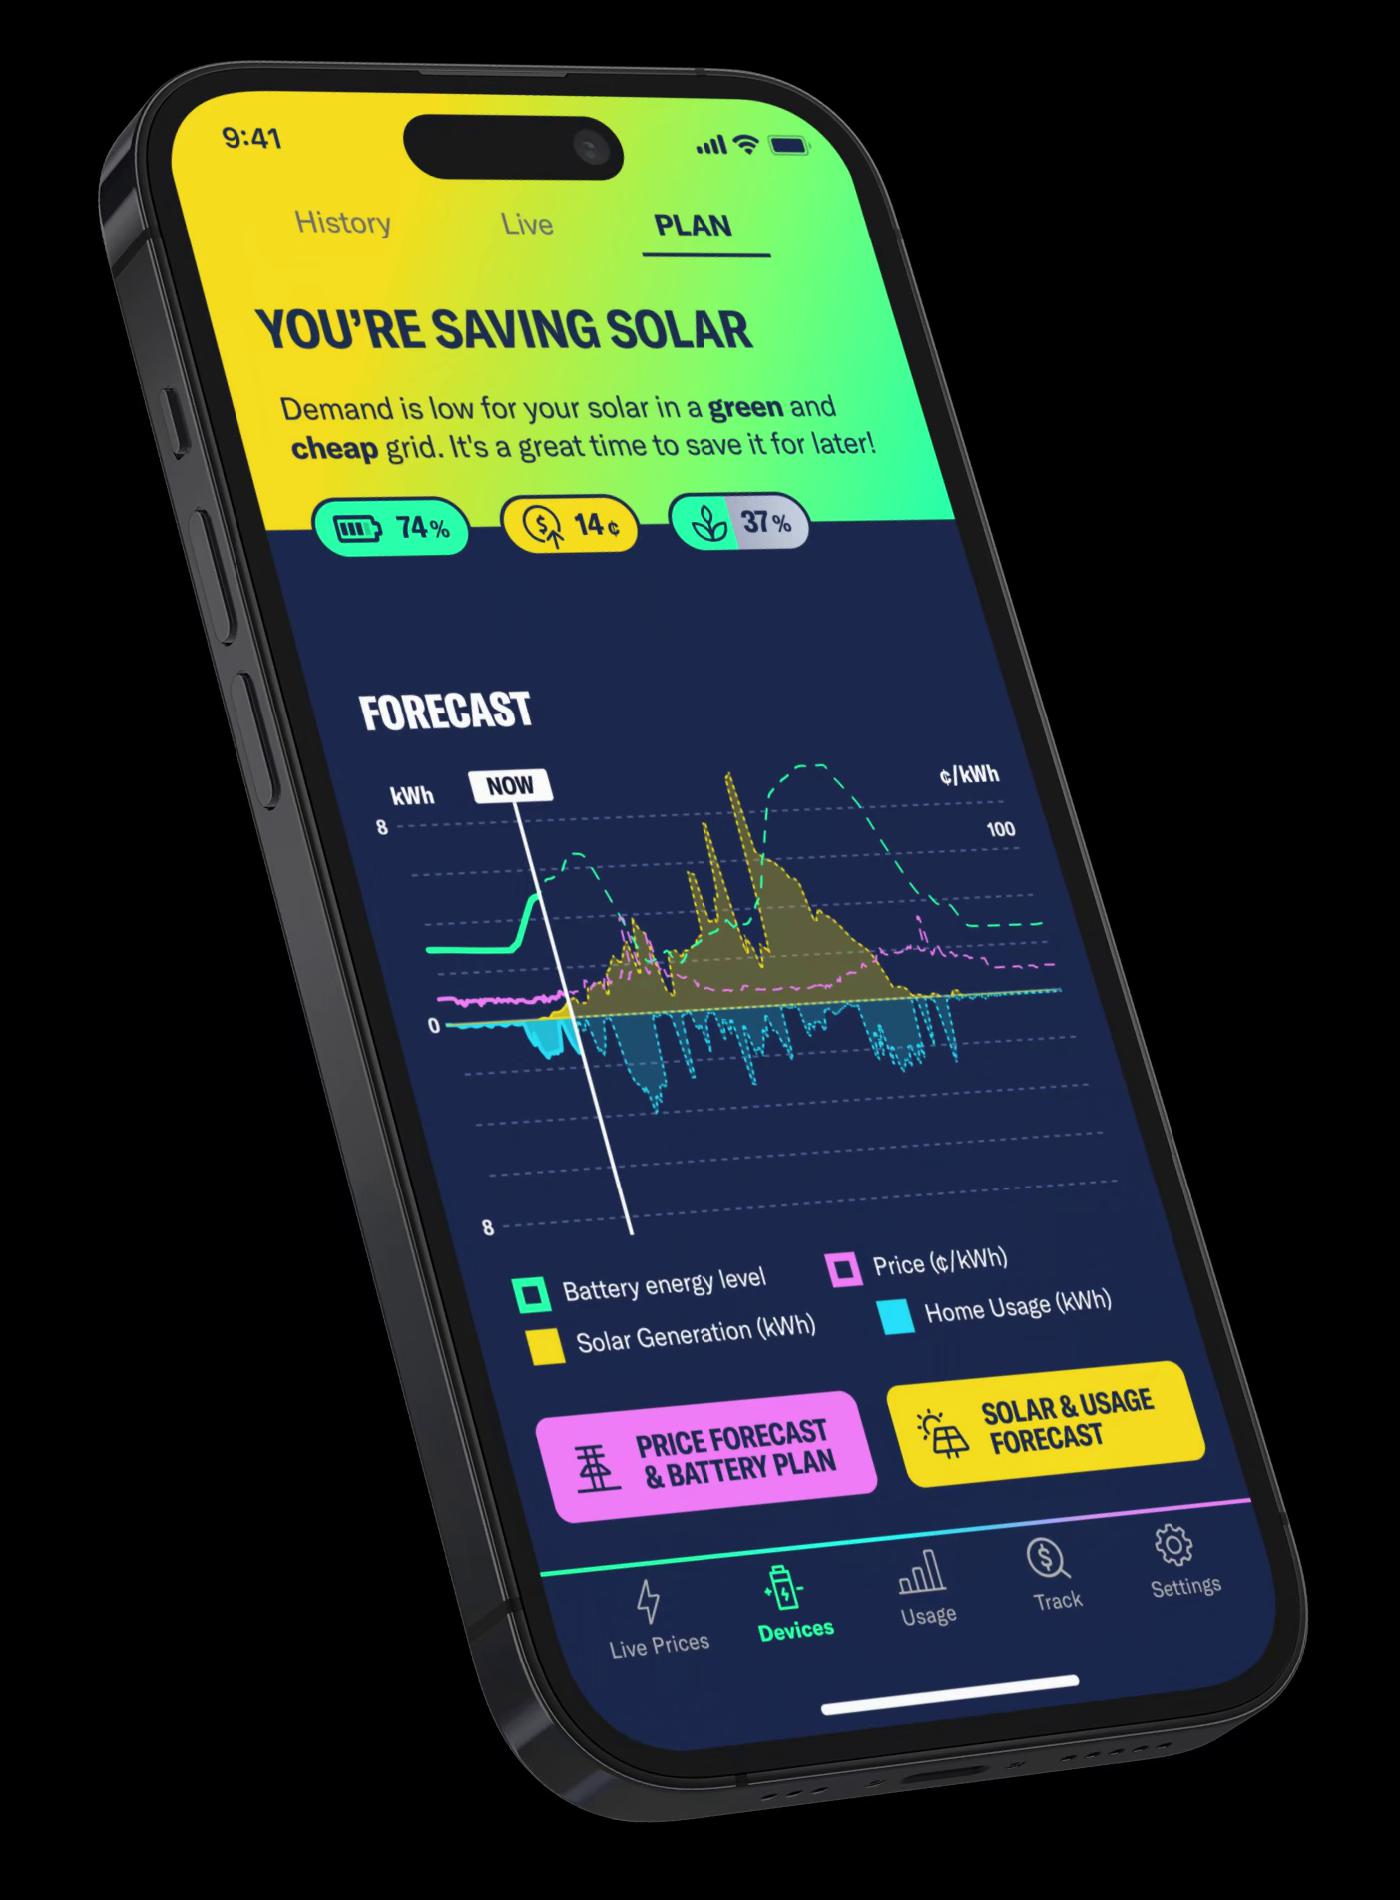 9:41
History Live PLAN
YOU’RE SAVING SOLAR
Demand is low for your solar in a green and
cheap grid. It's a great time to save it for later!
74% 14¢ 37%
FORECAST
kWh NOW ¢/kWh
8 100
0
8
Battery energy level Price (¢/kWh)
Solar Generation (kWh) Home Usage (kWh)
PRICE FORECAST
& BATTERY PLAN
SOLAR & USAGE
FORECAST
Live Prices Devices Usage Track Settings